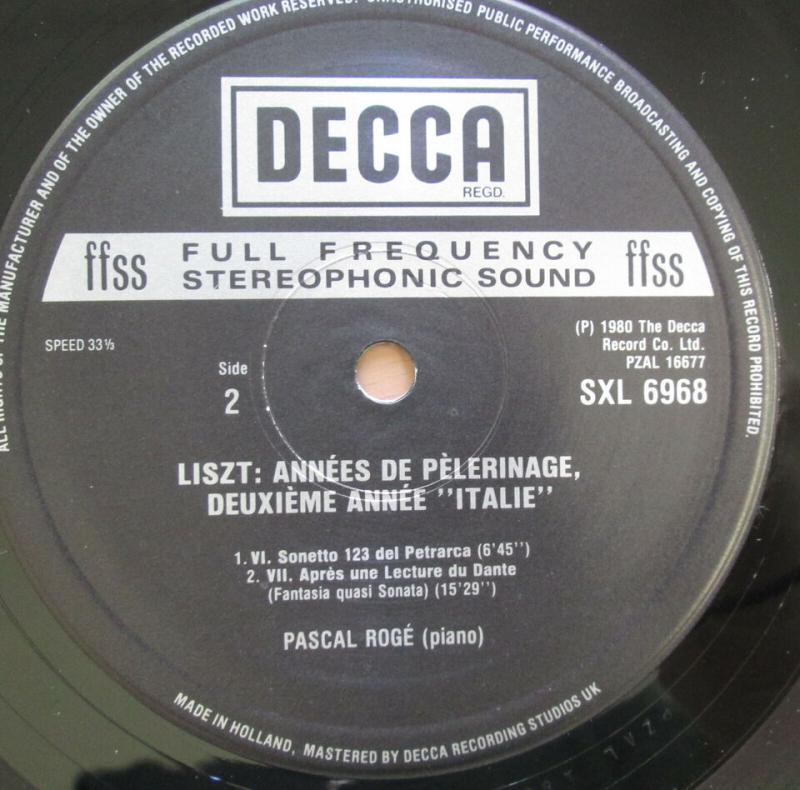 ALL RIGHTS OF THE MANUFACTURER AND OF THE OWNER OF THE RECORDED WORK RESERVED. UNAUTHORISED PUBLIC PERFORMANCE BROADCASTING AND COPYING OF THIS RECORD PROHIBITED.
DECCA
REGD.
ffss FULL FREQUENCY ffss
STEREOPHONIC SOUND
SPEED 33⅓
(P) 1980 The Decca
Record Co. Ltd.
PZAL 16677
Side
2
SXL 6968
LISZT: ANNÉES DE PÈLERINAGE,
DEUXIÈME ANNÉE ''ITALIE''
1. VI. Sonetto 123 del Petrarca (6'45'')
2. VII. Après une Lecture du Dante
(Fantasia quasi Sonata) (15'29'')
PASCAL ROGÉ (piano)
MADE IN HOLLAND, MASTERED BY DECCA RECORDING STUDIOS UK
PZAL